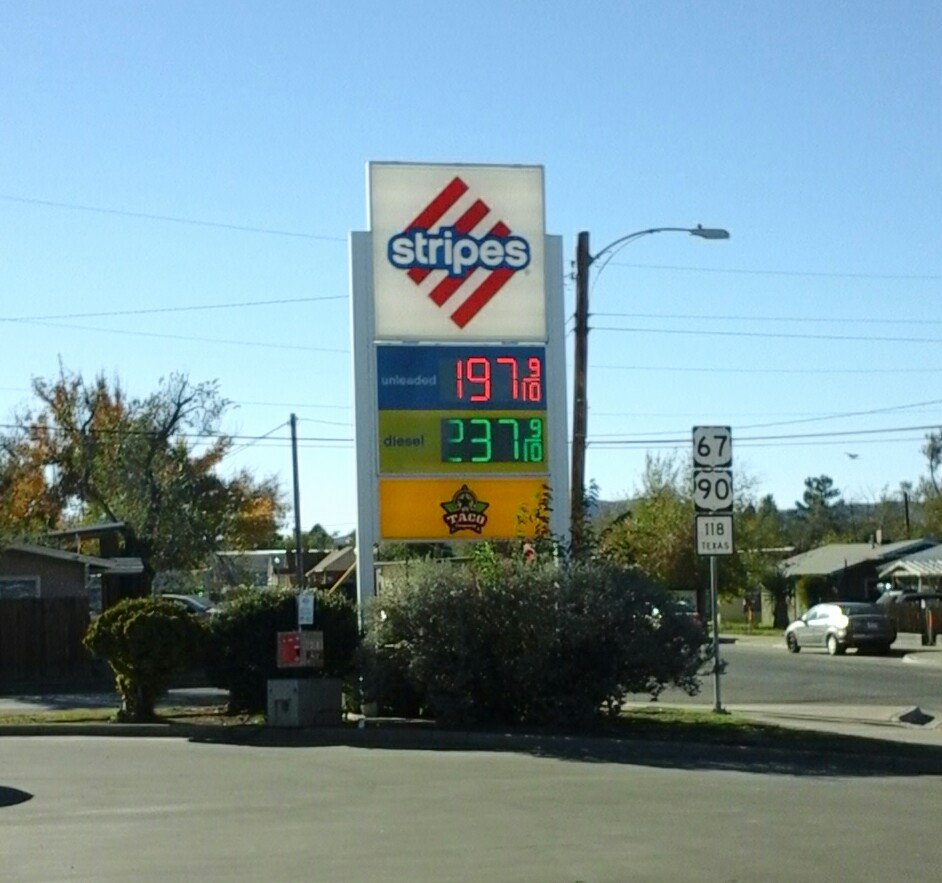 stripes
unleaded 197 9/10
diesel 237 9/10
TACO
67
90
118
TEXAS